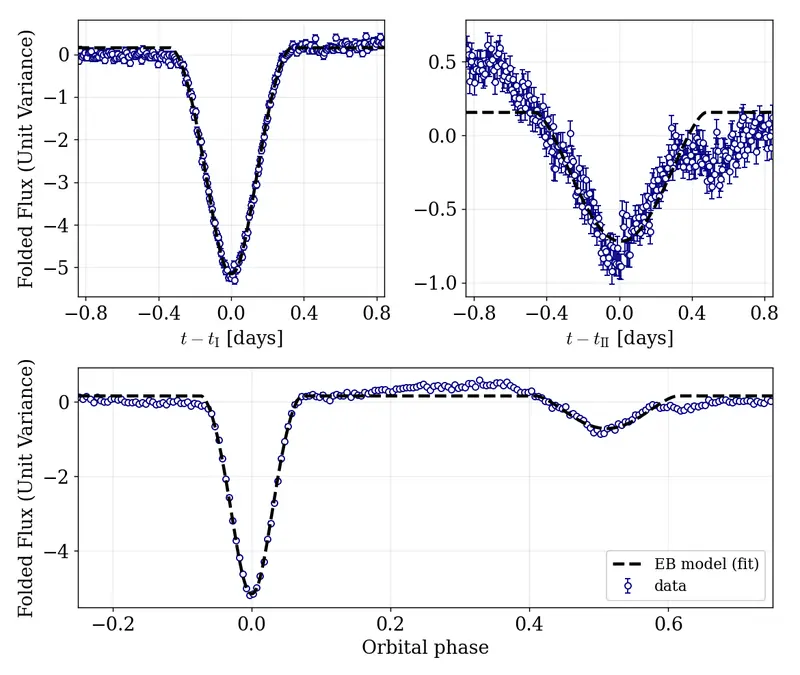 Folded Flux (Unit Variance)
0
−1
−2
−3
−4
−5
−0.8 −0.4 0.0 0.4 0.8
t − tI [days]
0.5
0.0
−0.5
−1.0
−0.8 −0.4 0.0 0.4 0.8
t − tII [days]
Folded Flux (Unit Variance)
0
−2
−4
EB model (fit)
data
−0.2 0.0 0.2 0.4 0.6
Orbital phase